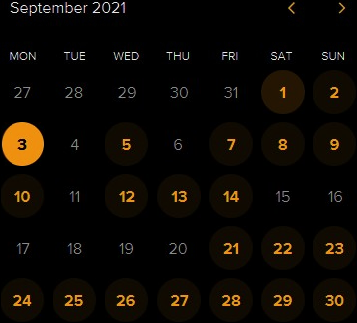 September 2021
MON TUE WED THU FRI SAT SUN
27 28 29 30 31 1 2
3 4 5 6 7 8 9
10 11 12 13 14 15 16
17 18 19 20 21 22 23
24 25 26 27 28 29 30